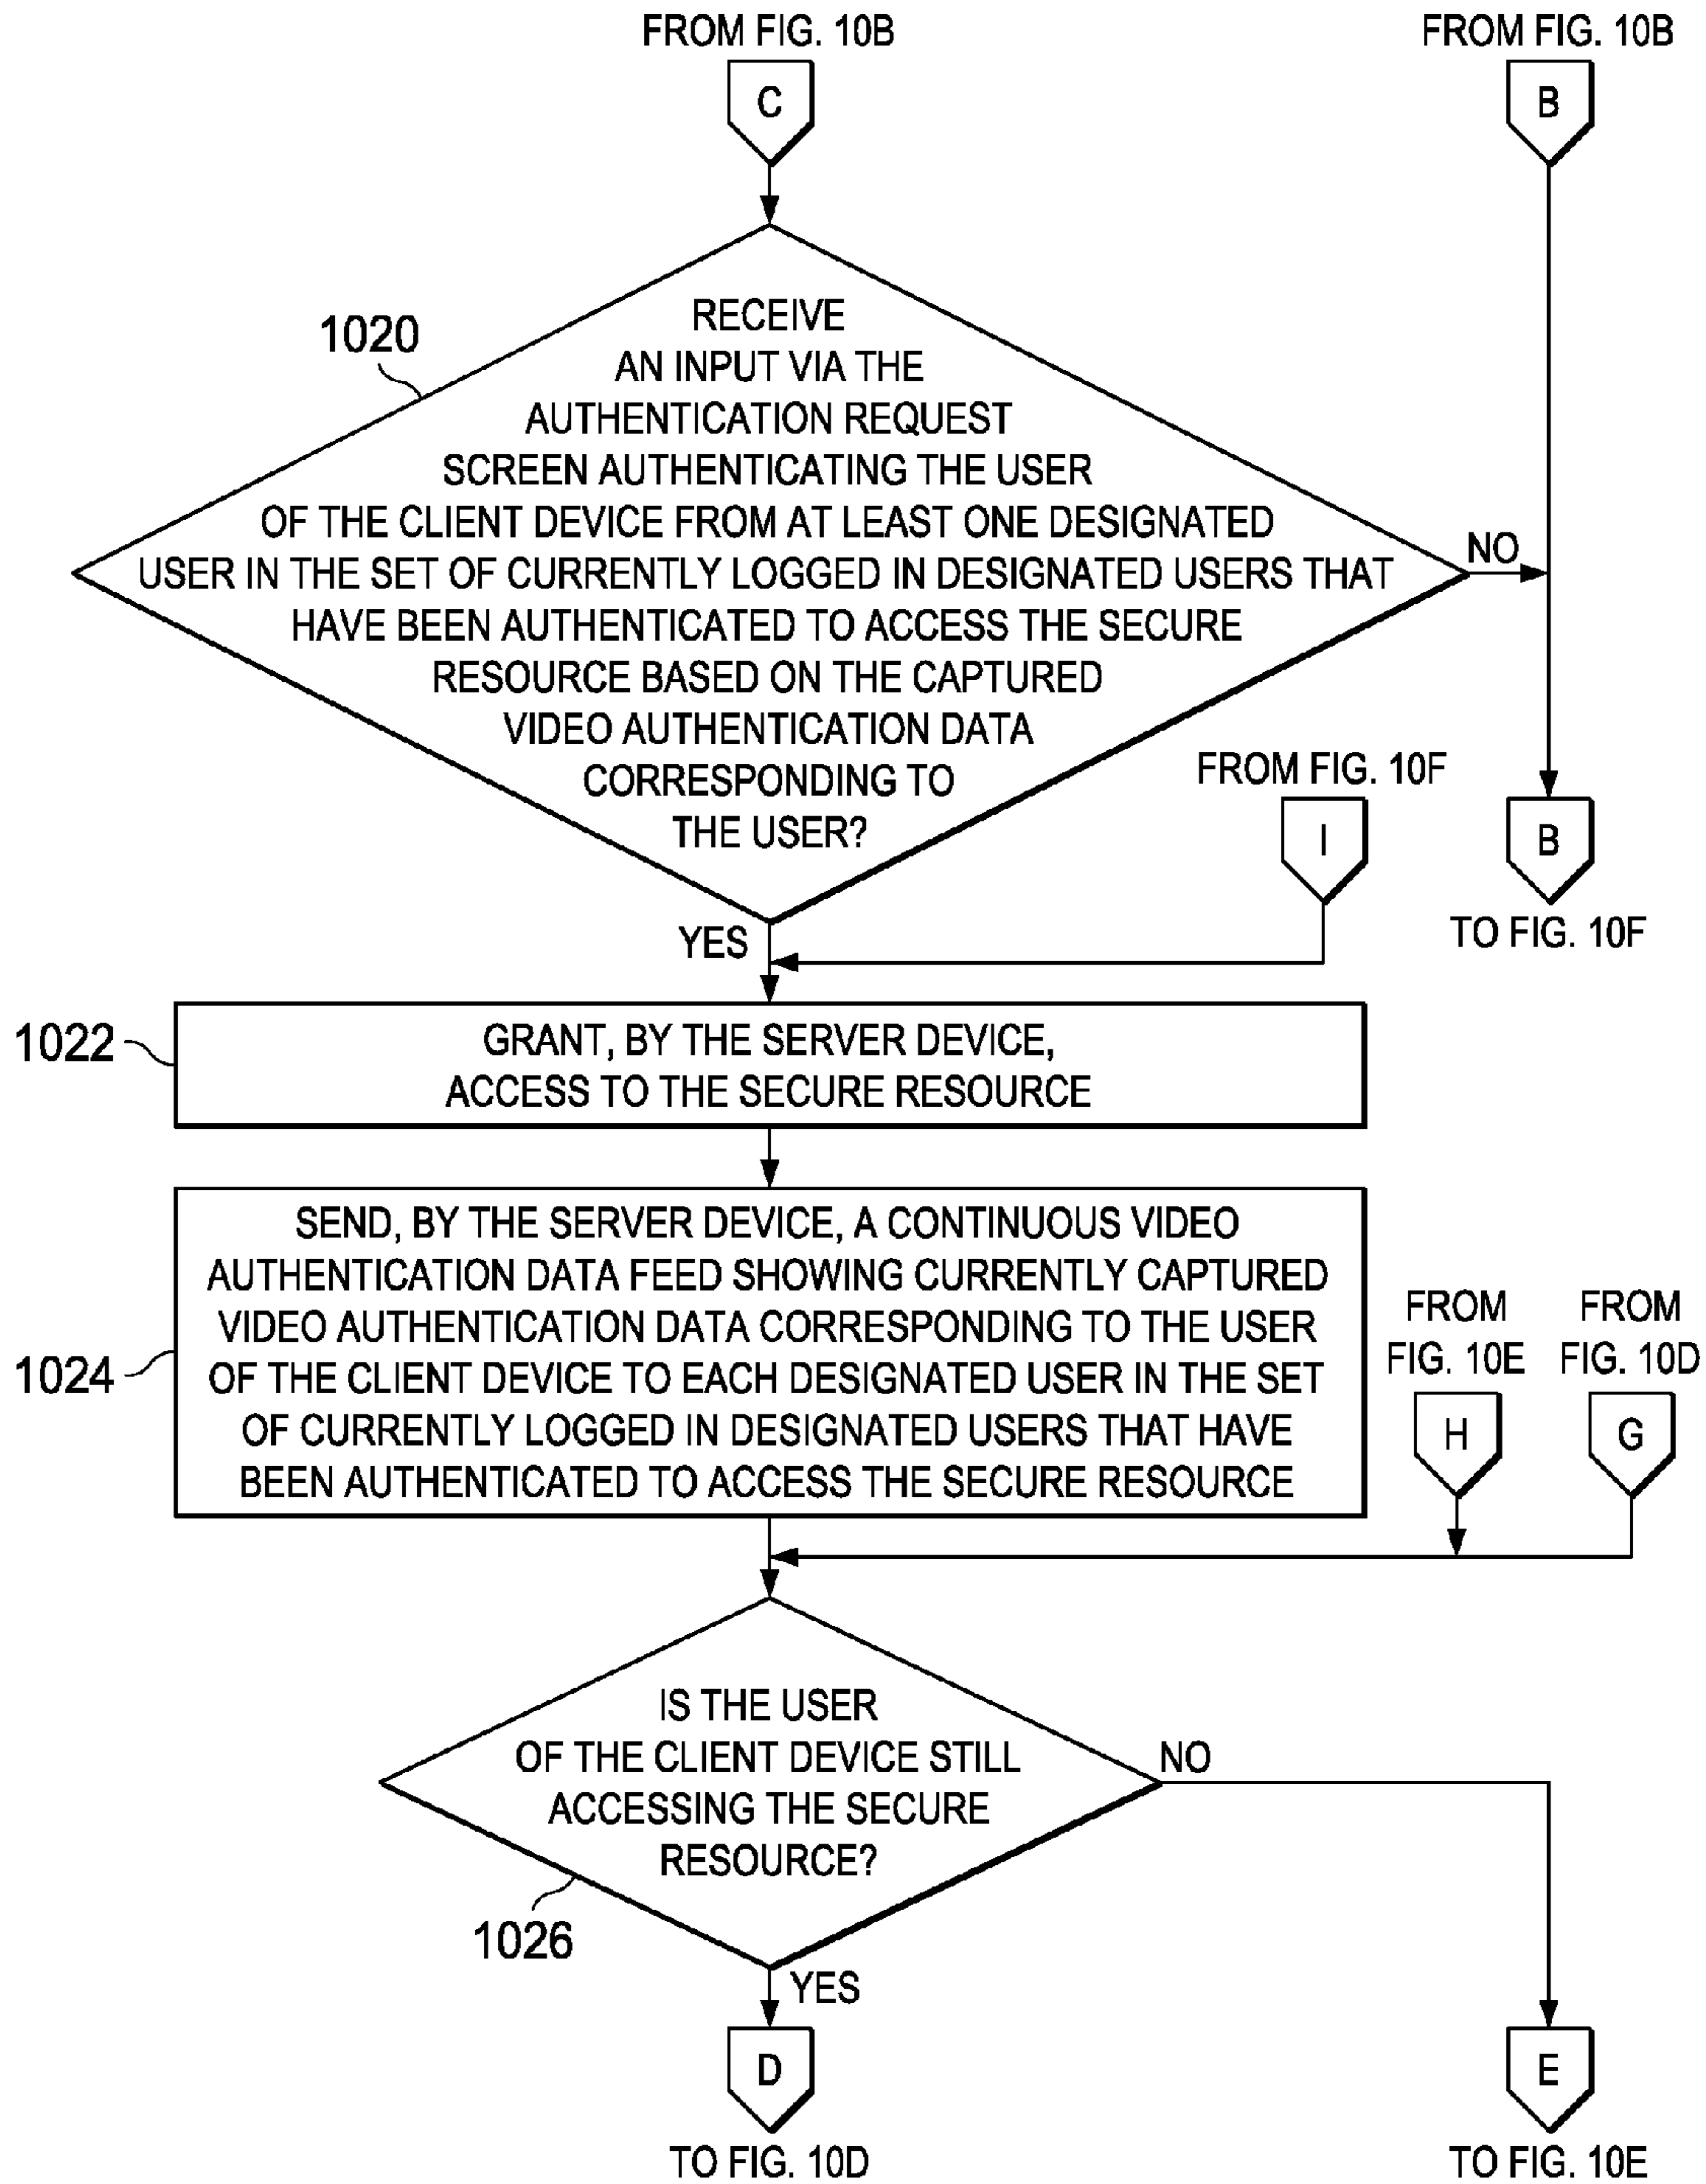 FROM FIG. 10B
C
FROM FIG. 10B
B
1020
RECEIVE
AN INPUT VIA THE
AUTHENTICATION REQUEST
SCREEN AUTHENTICATING THE USER
OF THE CLIENT DEVICE FROM AT LEAST ONE DESIGNATED
USER IN THE SET OF CURRENTLY LOGGED IN DESIGNATED USERS THAT
HAVE BEEN AUTHENTICATED TO ACCESS THE SECURE
RESOURCE BASED ON THE CAPTURED
VIDEO AUTHENTICATION DATA
CORRESPONDING TO
THE USER?
NO
FROM FIG. 10F
I
B
TO FIG. 10F
YES
1022
GRANT, BY THE SERVER DEVICE,
ACCESS TO THE SECURE RESOURCE
1024
SEND, BY THE SERVER DEVICE, A CONTINUOUS VIDEO
AUTHENTICATION DATA FEED SHOWING CURRENTLY CAPTURED
VIDEO AUTHENTICATION DATA CORRESPONDING TO THE USER
OF THE CLIENT DEVICE TO EACH DESIGNATED USER IN THE SET
OF CURRENTLY LOGGED IN DESIGNATED USERS THAT HAVE
BEEN AUTHENTICATED TO ACCESS THE SECURE RESOURCE
FROM
FIG. 10E
H
FROM
FIG. 10D
G
IS THE USER
OF THE CLIENT DEVICE STILL
ACCESSING THE SECURE
RESOURCE?
1026
NO
YES
D
TO FIG. 10D
E
TO FIG. 10E